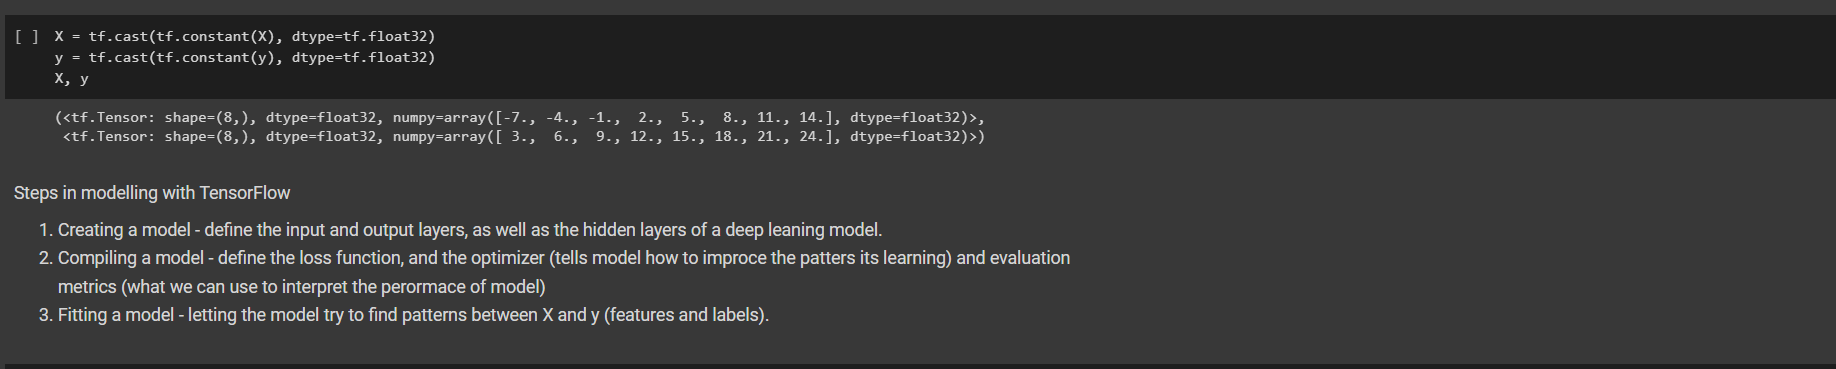 [ ] X = tf.cast(tf.constant(X), dtype=tf.float32)
y = tf.cast(tf.constant(y), dtype=tf.float32)
X, y
(<tf.Tensor: shape=(8,), dtype=float32, numpy=array([-7., -4., -1.,  2.,  5.,  8., 11., 14.], dtype=float32)>,
<tf.Tensor: shape=(8,), dtype=float32, numpy=array([ 3.,  6.,  9., 12., 15., 18., 21., 24.], dtype=float32)>)
Steps in modelling with TensorFlow
1. Creating a model - define the input and output layers, as well as the hidden layers of a deep leaning model.
2. Compiling a model - define the loss function, and the optimizer (tells model how to improce the patters its learning) and evaluation
metrics (what we can use to interpret the perormace of model)
3. Fitting a model - letting the model try to find patterns between X and y (features and labels).